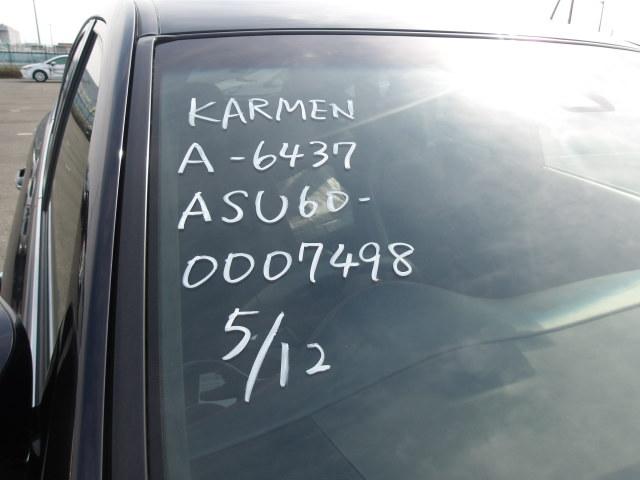 KARMEN
A-6437
ASU60-
0007498
5/12